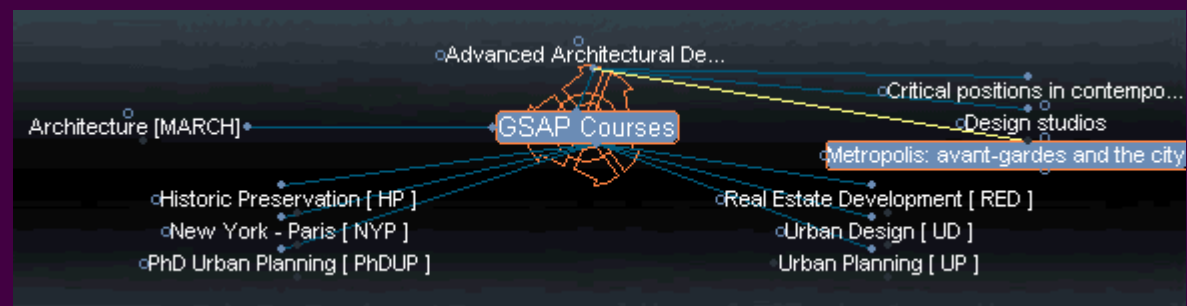 Advanced Architectural De...
Critical positions in contempo...
Architecture [MARCH]
GSAP Courses
Design studios
Metropolis: avant-gardes and the city
Historic Preservation [ HP ]
Real Estate Development [ RED ]
New York - Paris [ NYP ]
Urban Design [ UD ]
PhD Urban Planning [ PhDUP ]
Urban Planning [ UP ]